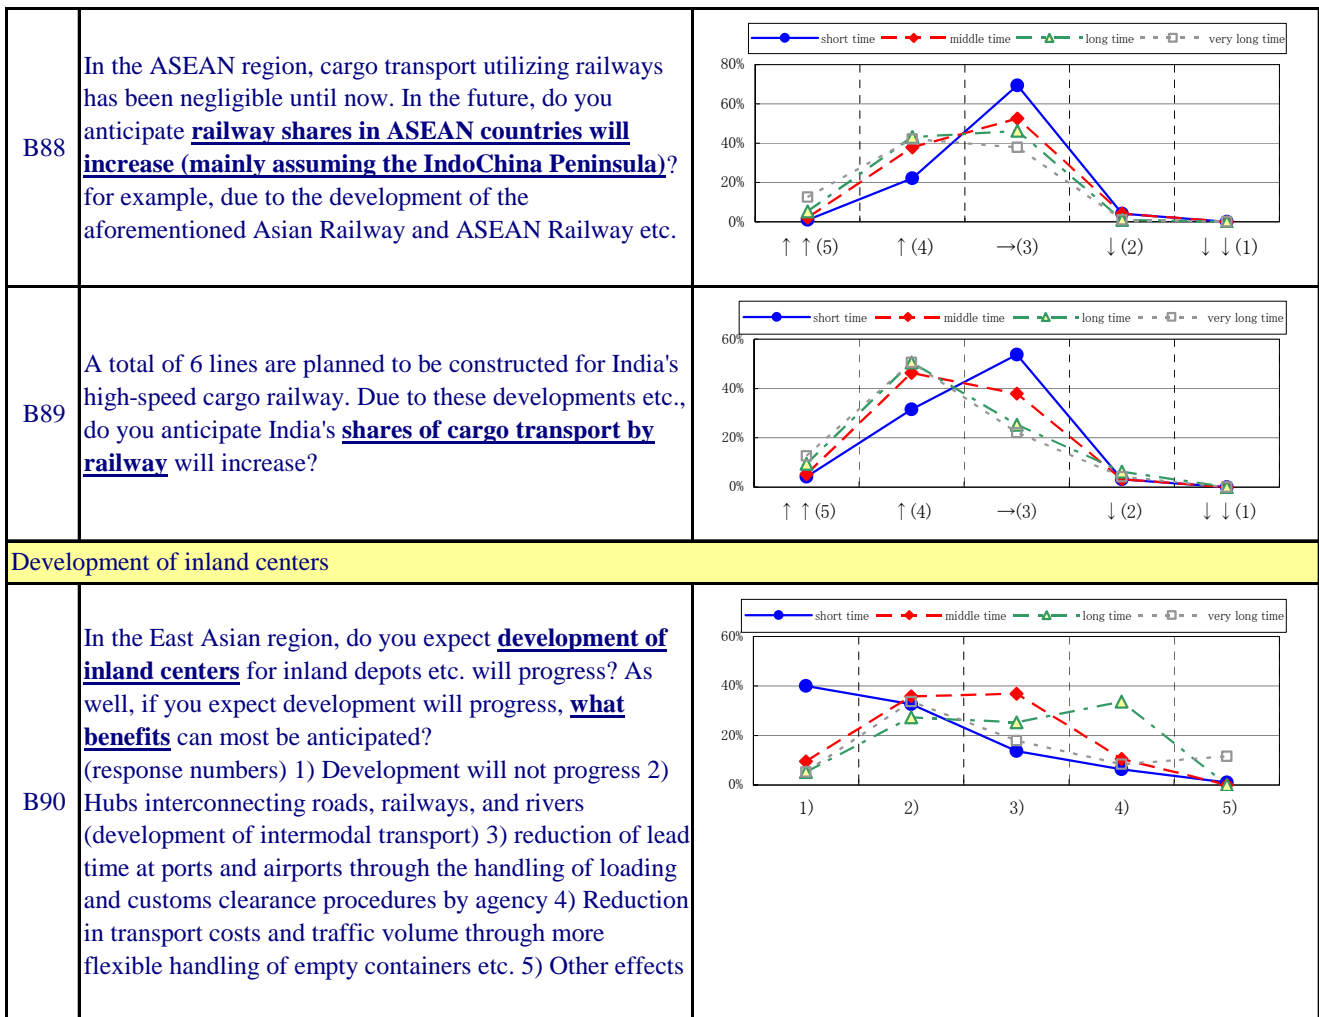 B88
In the ASEAN region, cargo transport utilizing railways
has been negligible until now. In the future, do you
anticipate railway shares in ASEAN countries will
increase (mainly assuming the IndoChina Peninsula)?
for example, due to the development of the
aforementioned Asian Railway and ASEAN Railway etc.
short time middle time long time very long time
80%
60%
40%
20%
0%
↑ ↑ (5) ↑ (4) →(3) ↓ (2) ↓ ↓ (1)
B89
A total of 6 lines are planned to be constructed for India's
high-speed cargo railway. Due to these developments etc.,
do you anticipate India's shares of cargo transport by
railway will increase?
short time middle time long time very long time
60%
40%
20%
0%
↑ ↑ (5) ↑ (4) →(3) ↓ (2) ↓ ↓ (1)
Development of inland centers
B90
In the East Asian region, do you expect development of
inland centers for inland depots etc. will progress? As
well, if you expect development will progress, what
benefits can most be anticipated?
(response numbers) 1) Development will not progress 2)
Hubs interconnecting roads, railways, and rivers
(development of intermodal transport) 3) reduction of lead
time at ports and airports through the handling of loading
and customs clearance procedures by agency 4) Reduction
in transport costs and traffic volume through more
flexible handling of empty containers etc. 5) Other effects
short time middle time long time very long time
60%
40%
20%
0%
1) 2) 3) 4) 5)